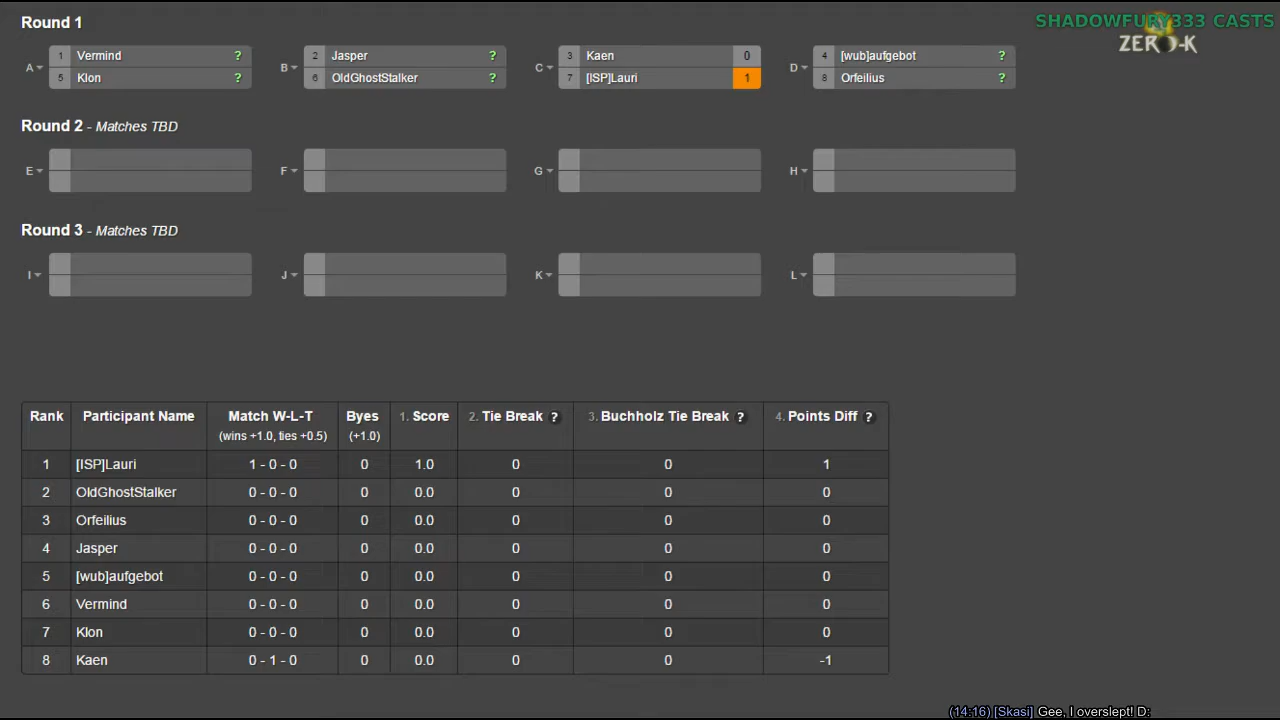 SHADOWFURY333 CASTS
ZERO-K
Round 1
A 1 Vermind ?
5 Klon ?
B 2 Jasper ?
6 OldGhostStalker ?
C 3 Kaen 0
7 [ISP]Lauri 1
D 4 [wub]aufgebot ?
8 Orfeilius ?
Round 2 - Matches TBD
E F G H
Round 3 - Matches TBD
I J K L
Rank Participant Name Match W-L-T Byes 1. Score 2. Tie Break ? 3. Buchholz Tie Break ? 4. Points Diff ?
(wins +1.0, ties +0.5) (+1.0)
1 [ISP]Lauri 1 - 0 - 0 0 1.0 0 0 1
2 OldGhostStalker 0 - 0 - 0 0 0.0 0 0 0
3 Orfeilius 0 - 0 - 0 0 0.0 0 0 0
4 Jasper 0 - 0 - 0 0 0.0 0 0 0
5 [wub]aufgebot 0 - 0 - 0 0 0.0 0 0 0
6 Vermind 0 - 0 - 0 0 0.0 0 0 0
7 Klon 0 - 0 - 0 0 0.0 0 0 0
8 Kaen 0 - 1 - 0 0 0.0 0 0 -1
(14:16) [Skasi] Gee, I overslept! D: